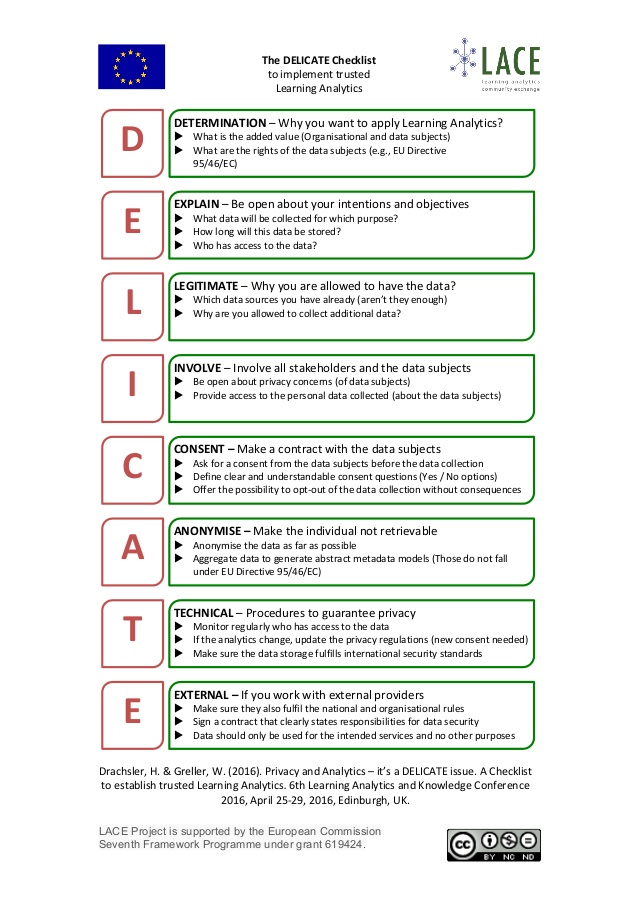 The DELICATE Checklist
to implement trusted
Learning Analytics
LACE
learning analytics
community exchange
D
DETERMINATION – Why you want to apply Learning Analytics?
▶ What is the added value (Organisational and data subjects)
▶ What are the rights of the data subjects (e.g., EU Directive
95/46/EC)
E
EXPLAIN – Be open about your intentions and objectives
▶ What data will be collected for which purpose?
▶ How long will this data be stored?
▶ Who has access to the data?
L
LEGITIMATE – Why you are allowed to have the data?
▶ Which data sources you have already (aren't they enough)
▶ Why are you allowed to collect additional data?
I
INVOLVE – Involve all stakeholders and the data subjects
▶ Be open about privacy concerns (of data subjects)
▶ Provide access to the personal data collected (about the data subjects)
C
CONSENT – Make a contract with the data subjects
▶ Ask for a consent from the data subjects before the data collection
▶ Define clear and understandable consent questions (Yes / No options)
▶ Offer the possibility to opt-out of the data collection without consequences
A
ANONYMISE – Make the individual not retrievable
▶ Anonymise the data as far as possible
▶ Aggregate data to generate abstract metadata models (Those do not fall
under EU Directive 95/46/EC)
T
TECHNICAL – Procedures to guarantee privacy
▶ Monitor regularly who has access to the data
▶ If the analytics change, update the privacy regulations (new consent needed)
▶ Make sure the data storage fulfills international security standards
E
EXTERNAL – If you work with external providers
▶ Make sure they also fulfil the national and organisational rules
▶ Sign a contract that clearly states responsibilities for data security
▶ Data should only be used for the intended services and no other purposes
Drachsler, H. & Greller, W. (2016). Privacy and Analytics – it's a DELICATE issue. A Checklist
to establish trusted Learning Analytics. 6th Learning Analytics and Knowledge Conference
2016, April 25-29, 2016, Edinburgh, UK.
LACE Project is supported by the European Commission
Seventh Framework Programme under grant 619424.
cc
BY NC ND